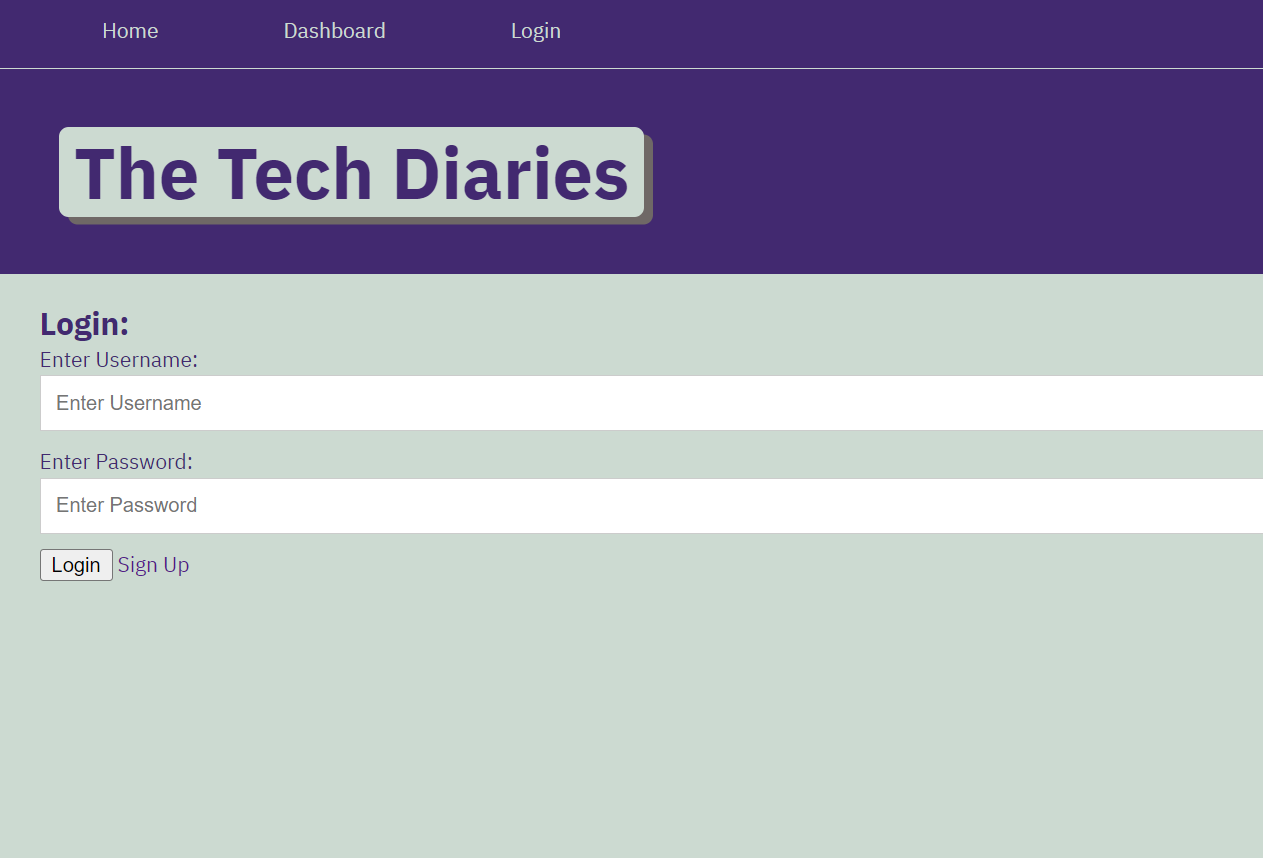 Home Dashboard Login
The Tech Diaries
Login:
Enter Username:
Enter Username
Enter Password:
Enter Password
Login Sign Up